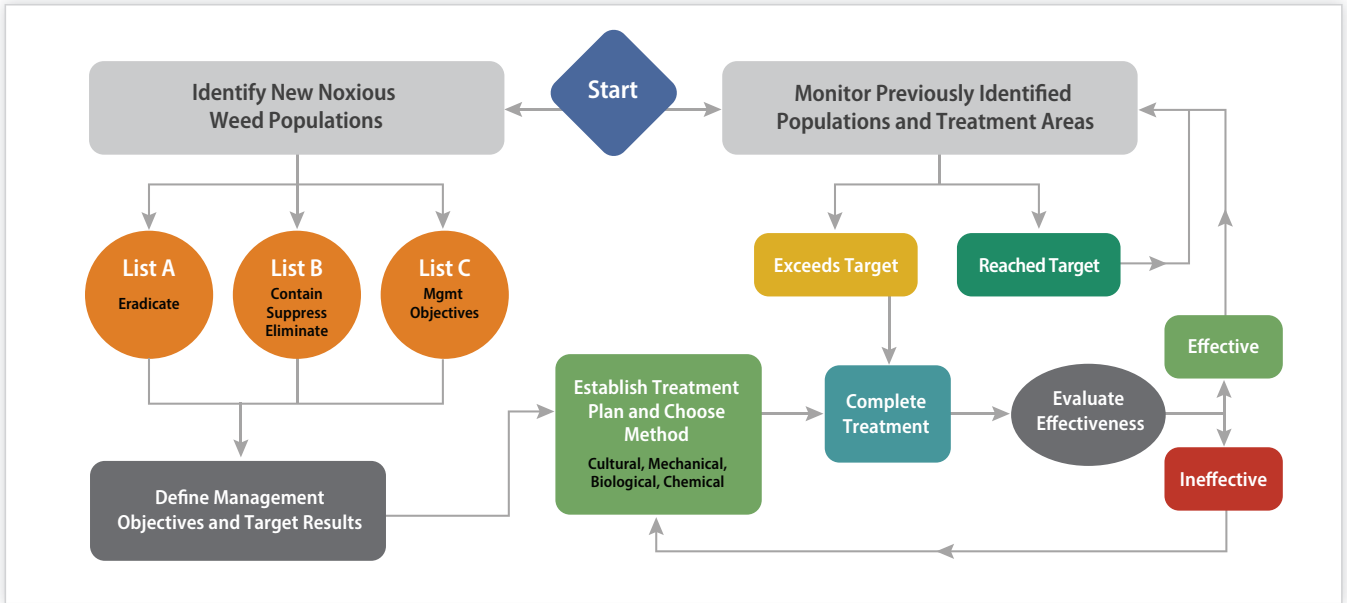 Start
Identify New Noxious
Weed Populations
Monitor Previously Identified
Populations and Treatment Areas
List A
Eradicate
List B
Contain
Suppress
Eliminate
List C
Mgmt
Objectives
Exceeds Target
Reached Target
Define Management
Objectives and Target Results
Establish Treatment
Plan and Choose
Method
Cultural, Mechanical,
Biological, Chemical
Complete
Treatment
Evaluate
Effectiveness
Effective
Ineffective